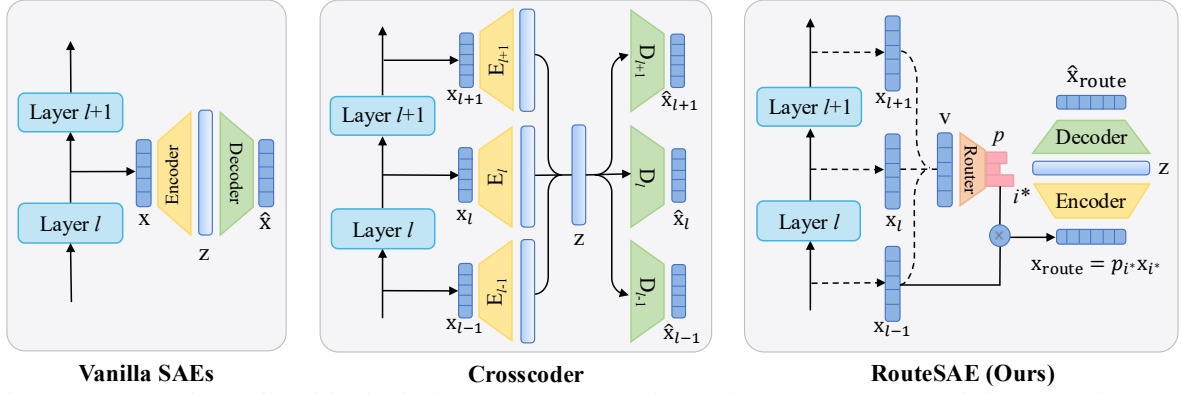 Layer l+1
Layer l
x
Encoder
z
Decoder
x̂
Vanilla SAEs
Layer l+1
Layer l
x_{l+1}
E_{l+1}
x_l
E_l
x_{l−1}
E_{l-1}
z
D_{l+1}
x̂_{l+1}
D_l
x̂_l
D_{l-1}
x̂_{l−1}
Crosscoder
Layer l+1
Layer l
x_{l+1}
x_l
x_{l−1}
v
Router
p
i*
×
x̂_route
Decoder
z
Encoder
x_route = p_{i*}x_{i*}
RouteSAE (Ours)